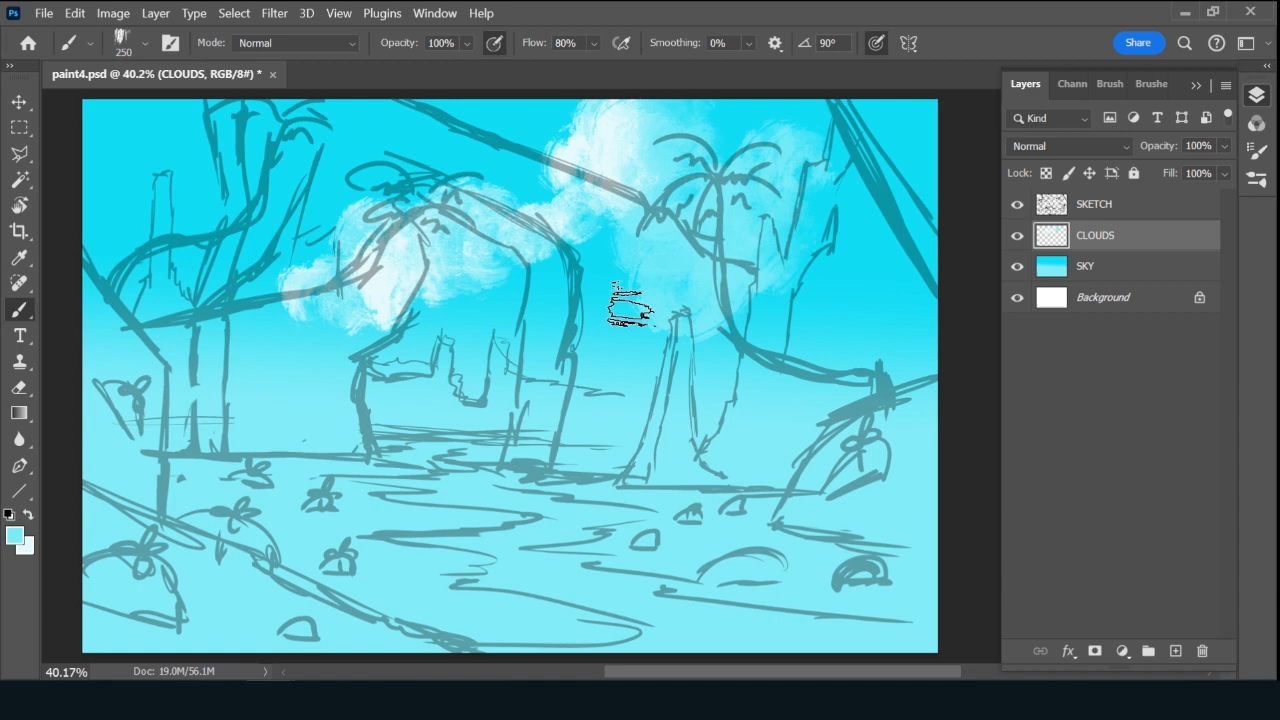 Ps File Edit Image Layer Type Select Filter 3D View Plugins Window Help
250 Mode: Normal Opacity: 100% Flow: 80% Smoothing: 0% 90° Share
paint4.psd @ 40.2% (CLOUDS, RGB/8#) *
Layers Chann Brush Brushe
Kind
Normal Opacity: 100%
Lock: Fill: 100%
SKETCH
CLOUDS
SKY
Background
fx
40.17% Doc: 19.0M/56.1M